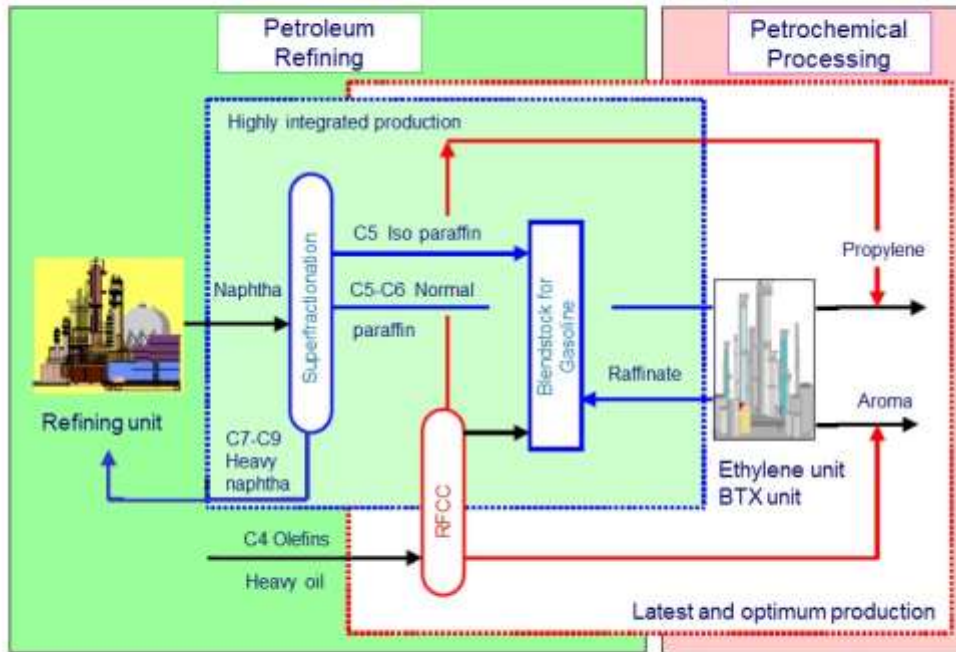 Petroleum
Refining
Petrochemical
Processing
Highly integrated production
C5 Iso paraffin
Propylene
Naphtha
C5-C6 Normal
paraffin
Superfractionation
Blendstock for
Gasoline
Raffinate
Aroma
Refining unit
C7-C9
Heavy
naphtha
Ethylene unit
BTX unit
RFCC
C4 Olefins
Heavy oil
Latest and optimum production